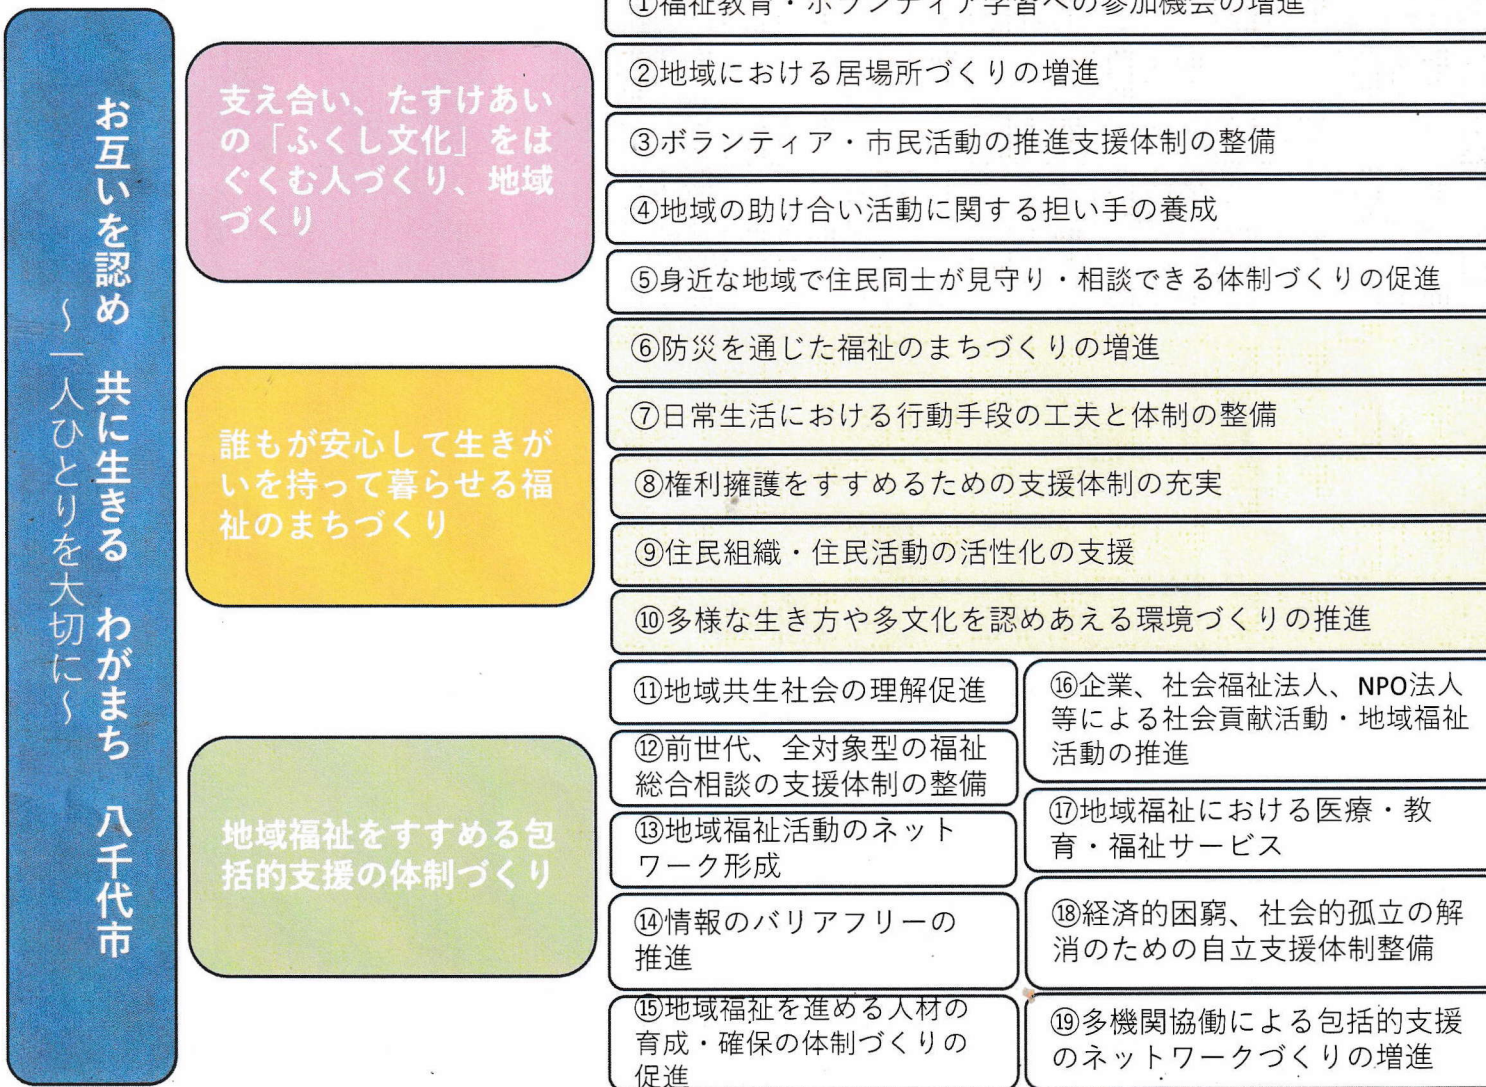 お互いを認め 共に生きる わがまち 八千代市
～一人ひとりを大切に～
支え合い、たすけあい
の「ふくし文化」をは
ぐくむ人づくり、地域
づくり
①福祉教育・ボランティア学習への参加機会の増進
②地域における居場所づくりの増進
③ボランティア・市民活動の推進支援体制の整備
④地域の助け合い活動に関する担い手の養成
⑤身近な地域で住民同士が見守り・相談できる体制づくりの促進
誰もが安心して生きが
いを持って暮らせる福
祉のまちづくり
⑥防災を通じた福祉のまちづくりの増進
⑦日常生活における行動手段の工夫と体制の整備
⑧権利擁護をすすめるための支援体制の充実
⑨住民組織・住民活動の活性化の支援
⑩多様な生き方や多文化を認めあえる環境づくりの推進
地域福祉をすすめる包
括的支援の体制づくり
⑪地域共生社会の理解促進
⑫前世代、全対象型の福祉
総合相談の支援体制の整備
⑬地域福祉活動のネット
ワーク形成
⑭情報のバリアフリーの
推進
⑮地域福祉を進める人材の
育成・確保の体制づくりの
促進
⑯企業、社会福祉法人、NPO法人
等による社会貢献活動・地域福祉
活動の推進
⑰地域福祉における医療・教
育・福祉サービス
⑱経済的困窮、社会的孤立の解
消のための自立支援体制整備
⑲多機関協働による包括的支援
のネットワークづくりの増進